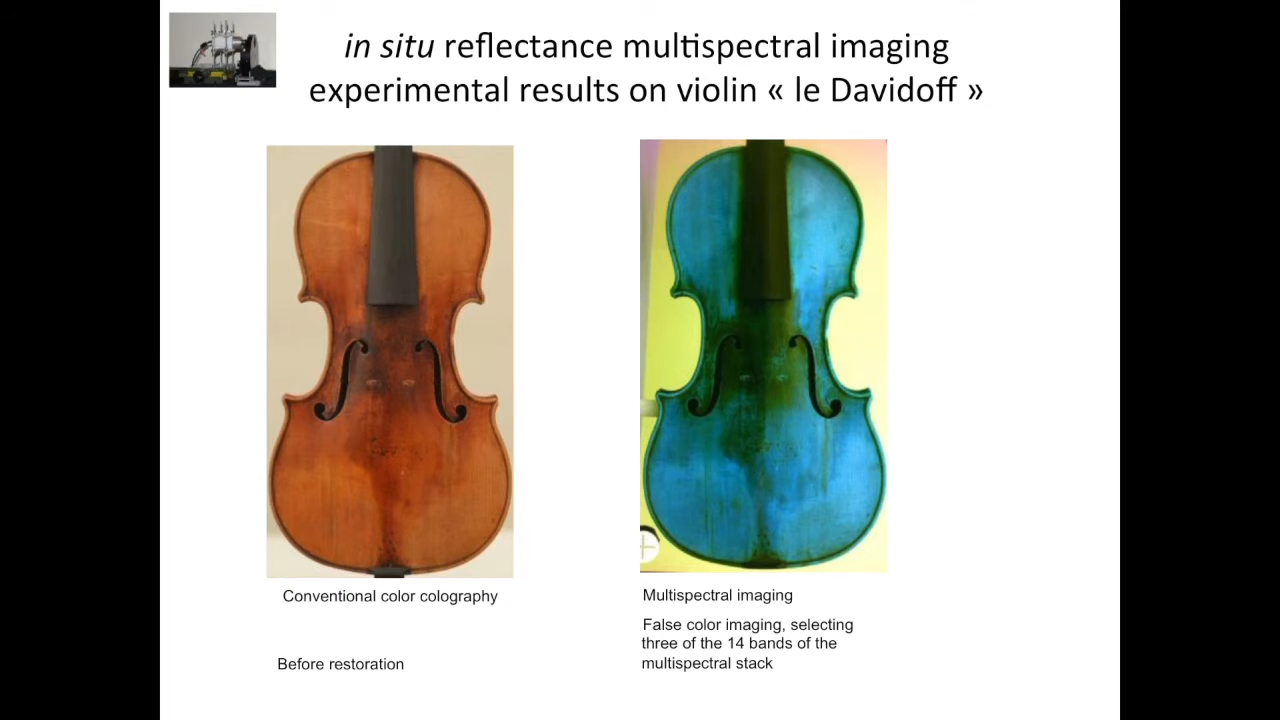 in situ reflectance multispectral imaging
experimental results on violin « le Davidoff »
Conventional color colography
Before restoration
Multispectral imaging
False color imaging, selecting
three of the 14 bands of the
multispectral stack